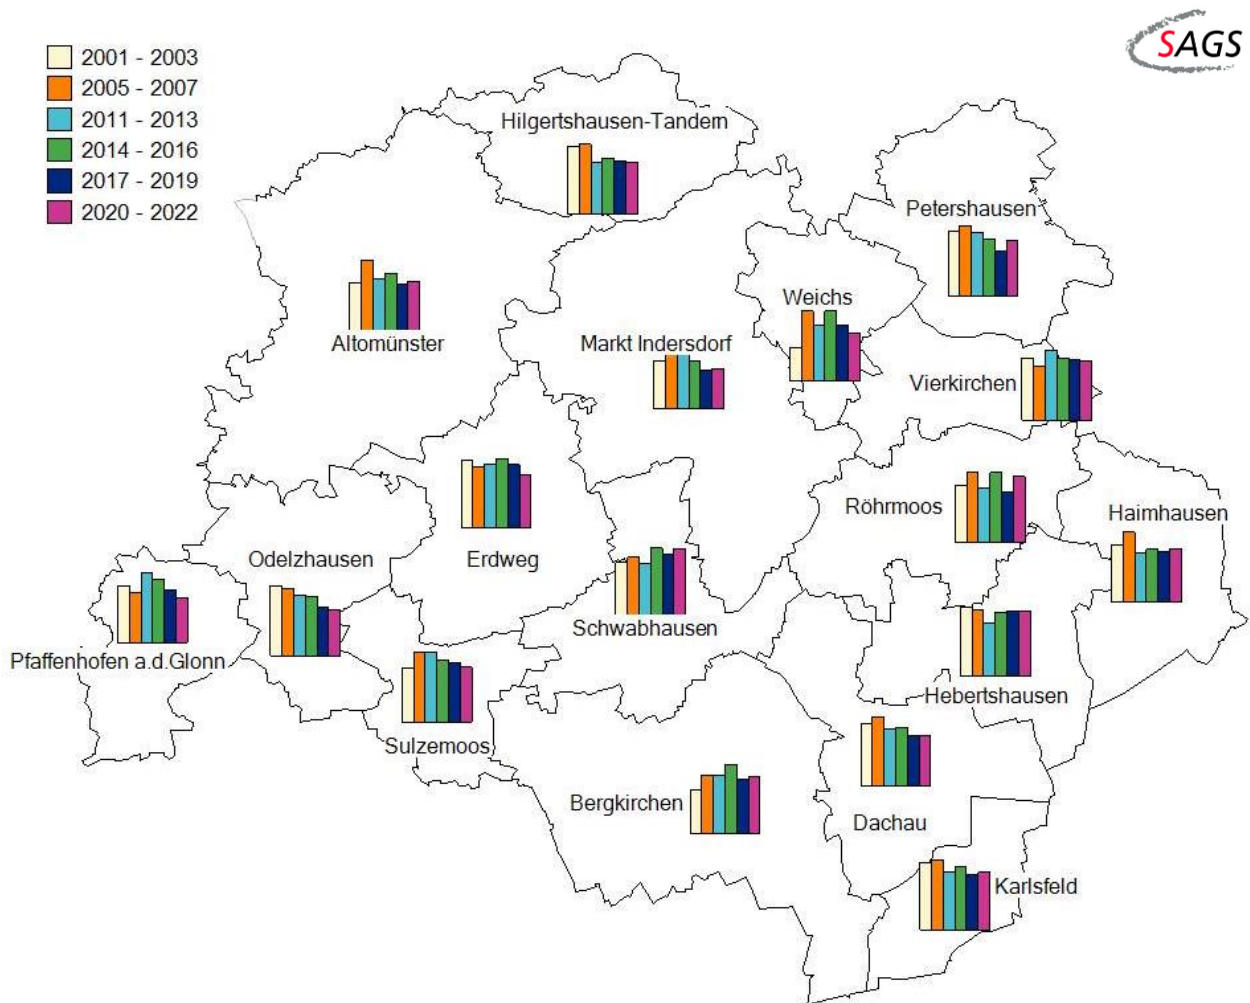 SAGS
2001 - 2003
2005 - 2007
2011 - 2013
2014 - 2016
2017 - 2019
2020 - 2022
Hilgertshausen-Tandern
Petershausen
Weichs
Altomünster
Markt Indersdorf
Vierkirchen
Röhrmoos
Haimhausen
Odelzhausen
Erdweg
Schwabhausen
Pfaffenhofen a.d.Glonn
Hebertshausen
Sulzemoos
Bergkirchen
Dachau
Karlsfeld